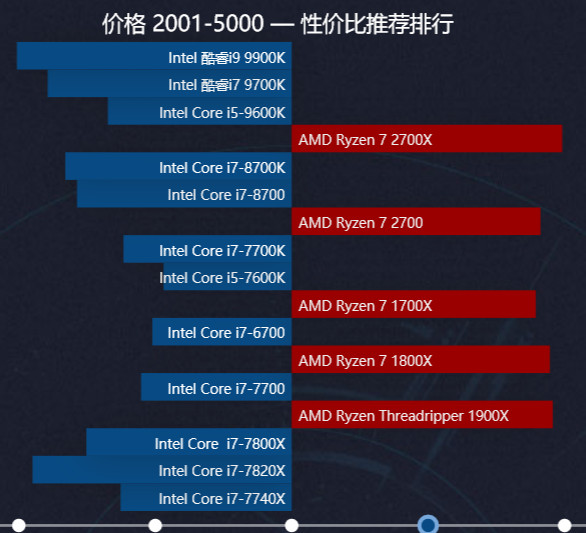 价格 2001-5000 — 性价比推荐排行
Intel 酷睿i9 9900K
Intel 酷睿i7 9700K
Intel Core i5-9600K
AMD Ryzen 7 2700X
Intel Core i7-8700K
Intel Core i7-8700
AMD Ryzen 7 2700
Intel Core i7-7700K
Intel Core i5-7600K
AMD Ryzen 7 1700X
Intel Core i7-6700
AMD Ryzen 7 1800X
Intel Core i7-7700
AMD Ryzen Threadripper 1900X
Intel Core i7-7800X
Intel Core i7-7820X
Intel Core i7-7740X